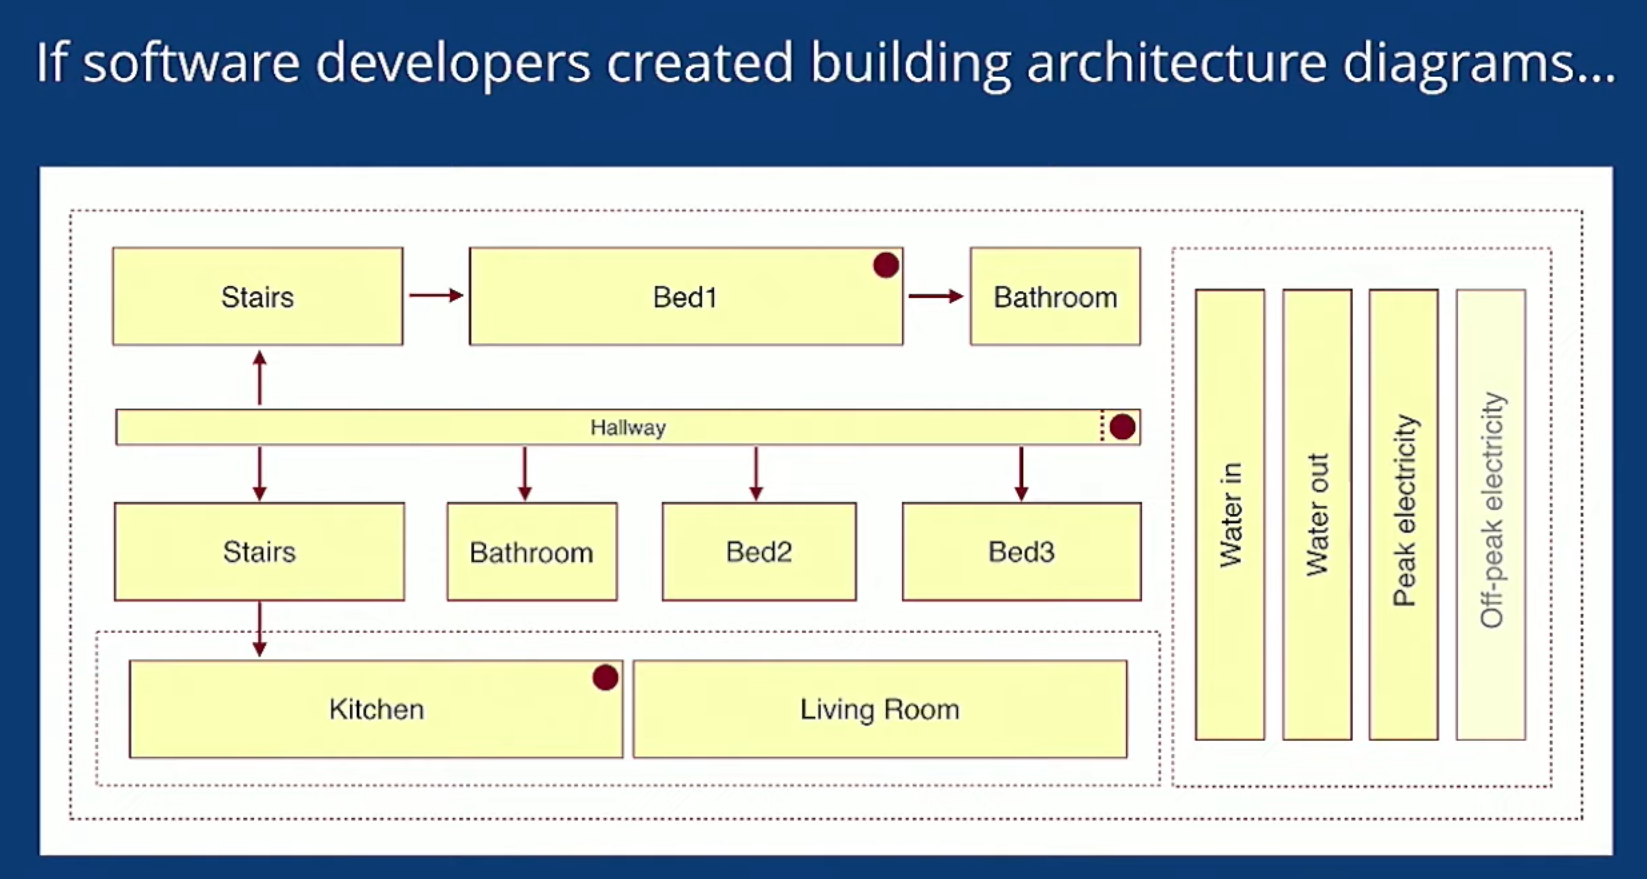 If software developers created building architecture diagrams...
Stairs
Bed1
Bathroom
Hallway
Stairs
Bathroom
Bed2
Bed3
Kitchen
Living Room
Water in
Water out
Peak electricity
Off-peak electricity